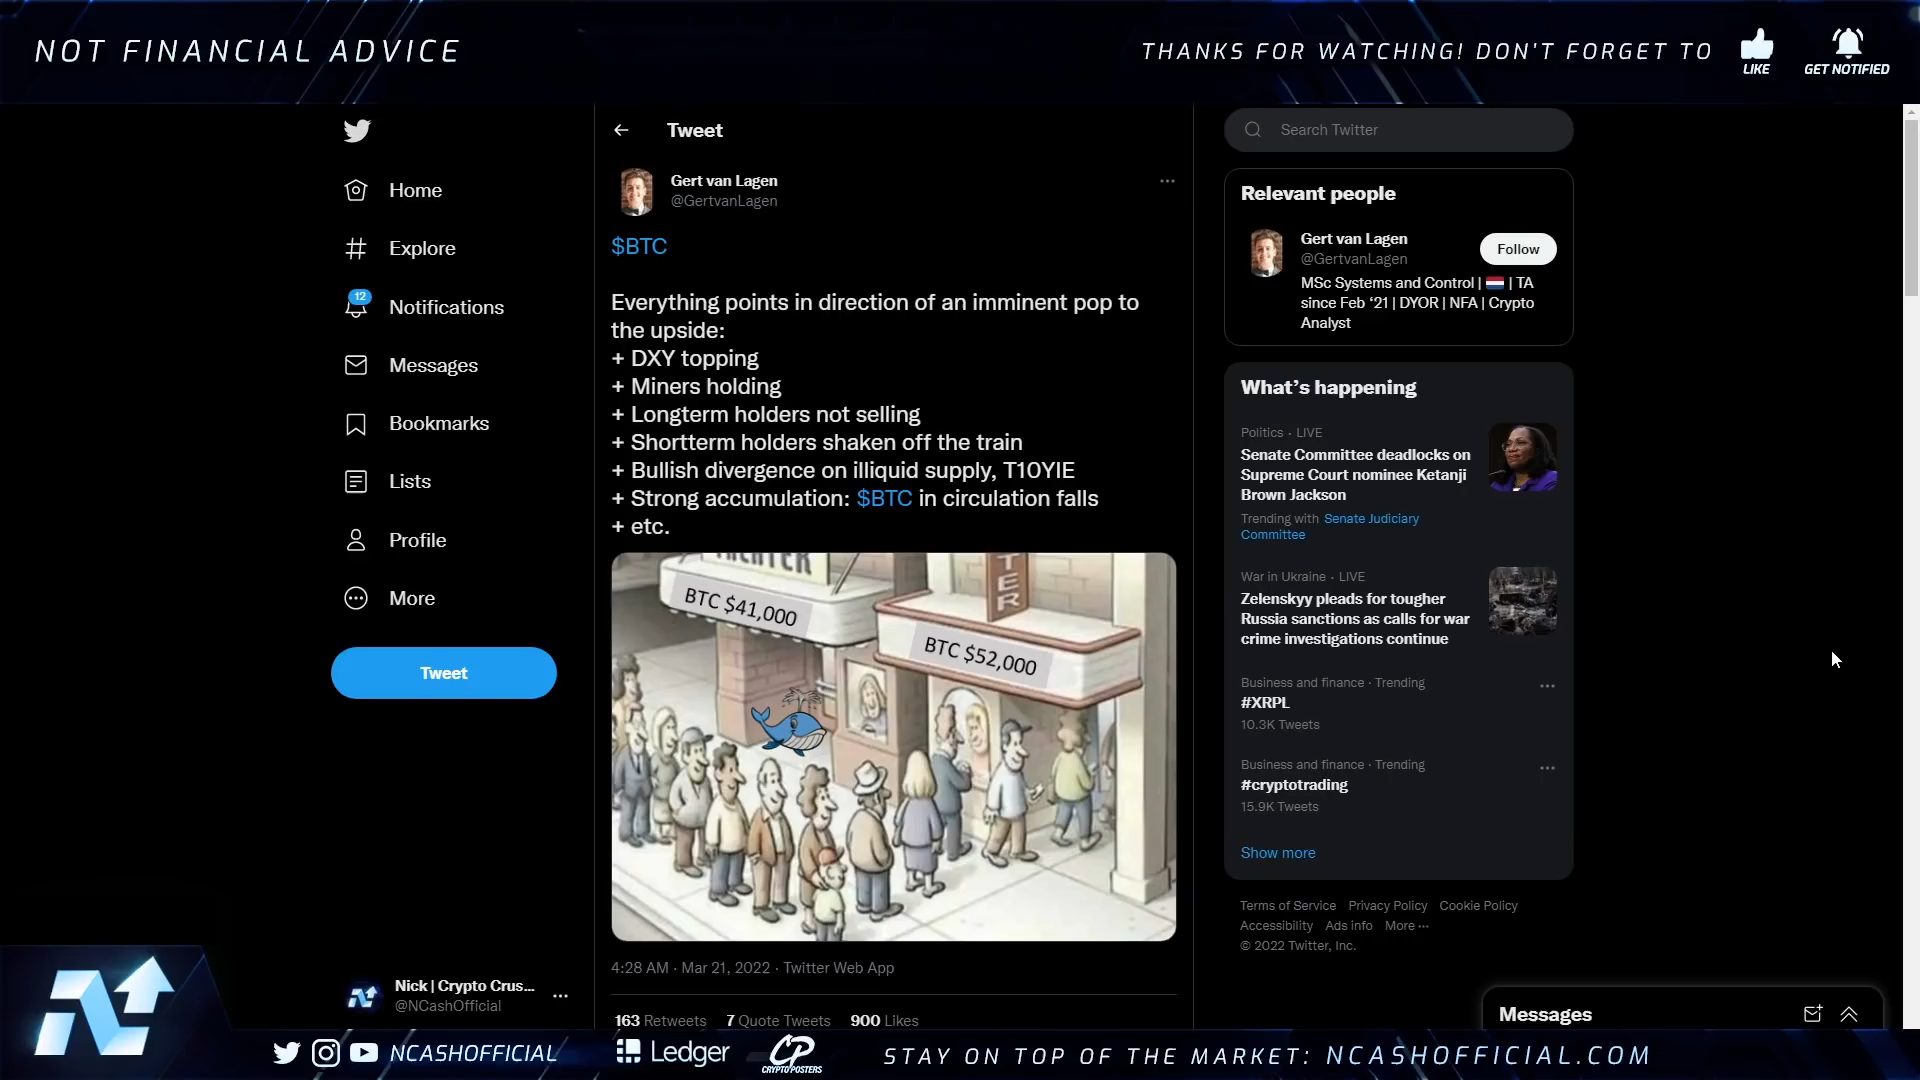 NOT FINANCIAL ADVICE
THANKS FOR WATCHING! DON'T FORGET TO
LIKE
GET NOTIFIED
Home
Explore
12
Notifications
Messages
Bookmarks
Lists
Profile
More
Tweet
Nick | Crypto Crus...
@NCashOfficial
Tweet
Gert van Lagen
@GertvanLagen
$BTC
Everything points in direction of an imminent pop to
the upside:
+ DXY topping
+ Miners holding
+ Longterm holders not selling
+ Shortterm holders shaken off the train
+ Bullish divergence on illiquid supply, T10YIE
+ Strong accumulation: $BTC in circulation falls
+ etc.
THEATER
BTC $41,000
TER
BTC $52,000
4:28 AM · Mar 21, 2022 · Twitter Web App
163 Retweets 7 Quote Tweets 900 Likes
Search Twitter
Relevant people
Gert van Lagen
@GertvanLagen
Follow
MSc Systems and Control | 🇳🇱 | TA
since Feb ‘21 | DYOR | NFA | Crypto
Analyst
What’s happening
Politics · LIVE
Senate Committee deadlocks on
Supreme Court nominee Ketanji
Brown Jackson
Trending with Senate Judiciary
Committee
War in Ukraine · LIVE
Zelenskyy pleads for tougher
Russia sanctions as calls for war
crime investigations continue
Business and finance · Trending
#XRPL
10.3K Tweets
Business and finance · Trending
#cryptotrading
15.9K Tweets
Show more
Terms of Service Privacy Policy Cookie Policy
Accessibility Ads info More ···
© 2022 Twitter, Inc.
Messages
NCASHOFFICIAL
Ledger
CP
CRYPTOPOSTERS
STAY ON TOP OF THE MARKET: NCASHOFFICIAL.COM